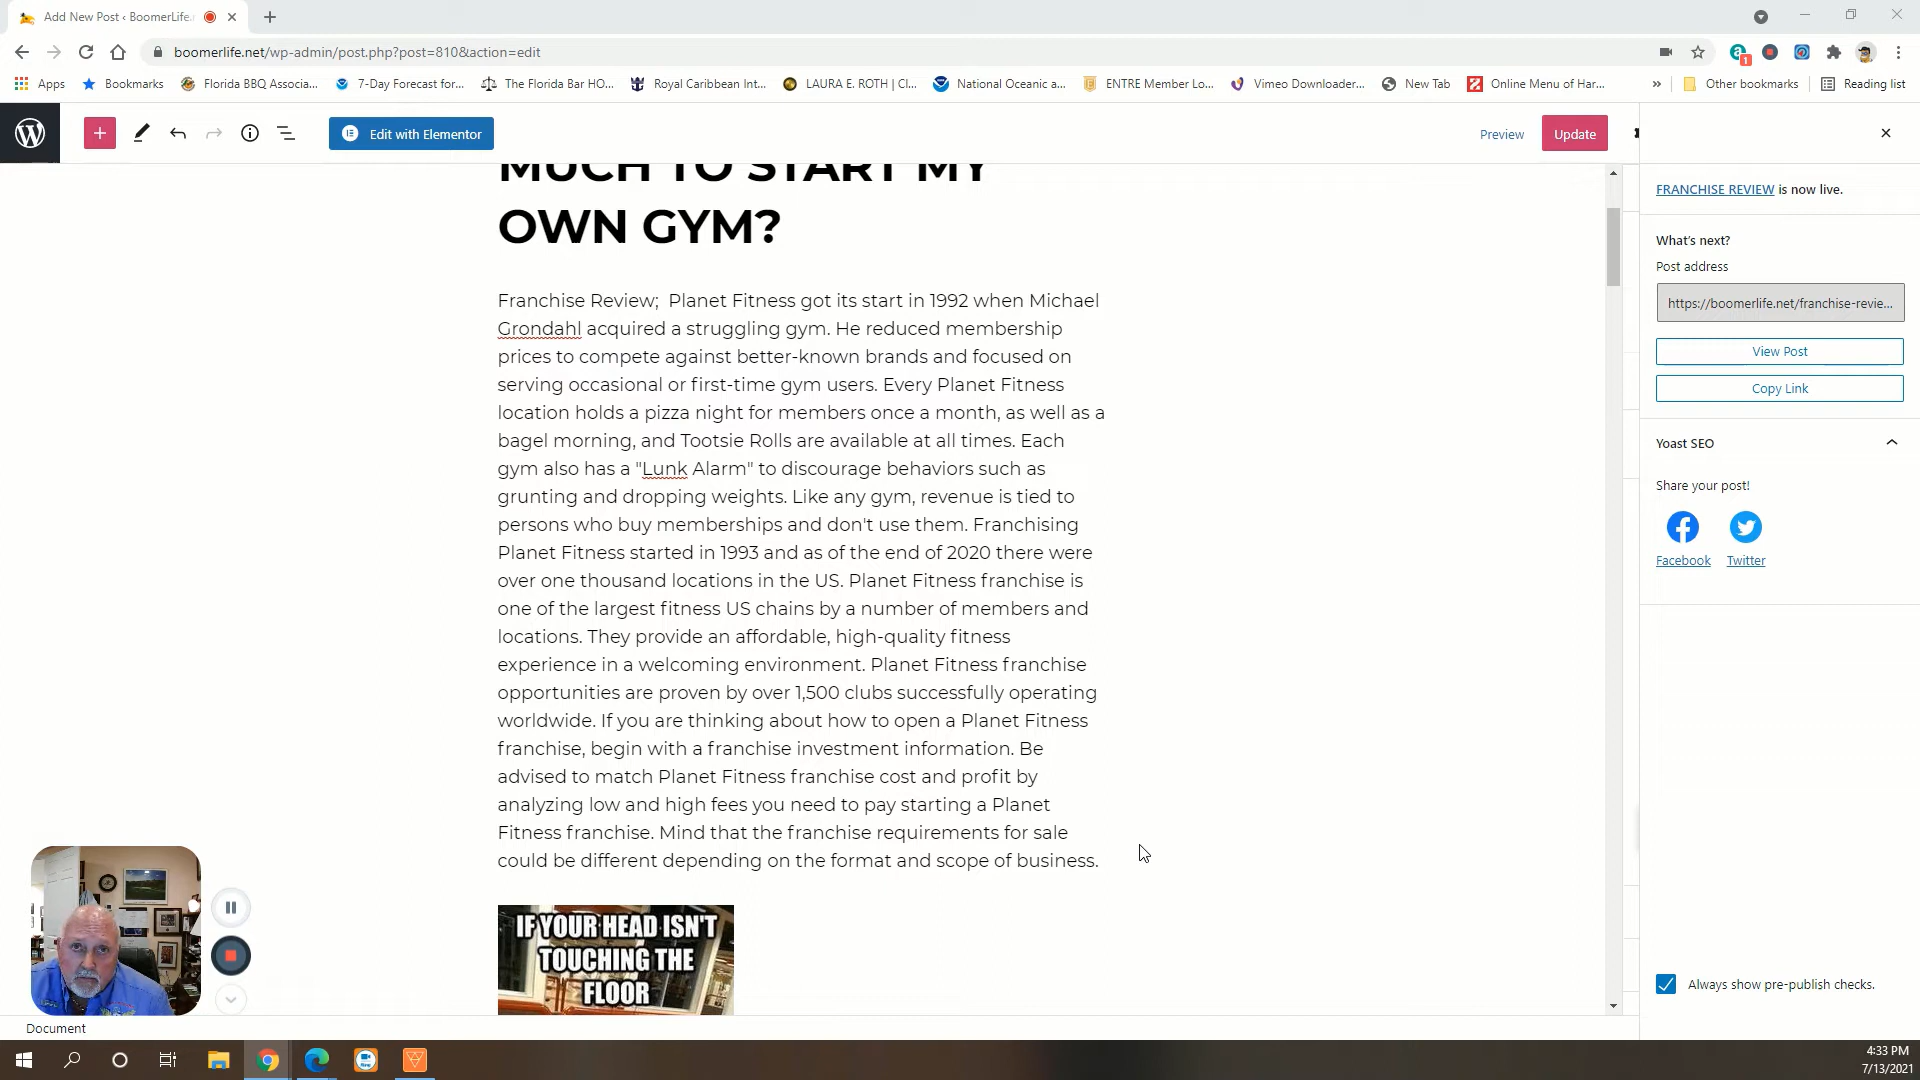 Add New Post ‹ BoomerLife.
boomerlife.net/wp-admin/post.php?post=810&action=edit
Apps
Bookmarks
Florida BBQ Associa...
7-Day Forecast for...
The Florida Bar HO...
Royal Caribbean Int...
LAURA E. ROTH | Cl...
National Oceanic a...
ENTRE Member Lo...
Vimeo Downloader...
New Tab
Online Menu of Har...
»
Other bookmarks
Reading list
Edit with Elementor
Preview
Update
MUCH TO START MY
OWN GYM?
Franchise Review;  Planet Fitness got its start in 1992 when Michael
Grondahl acquired a struggling gym. He reduced membership
prices to compete against better-known brands and focused on
serving occasional or first-time gym users. Every Planet Fitness
location holds a pizza night for members once a month, as well as a
bagel morning, and Tootsie Rolls are available at all times. Each
gym also has a "Lunk Alarm" to discourage behaviors such as
grunting and dropping weights. Like any gym, revenue is tied to
persons who buy memberships and don't use them. Franchising
Planet Fitness started in 1993 and as of the end of 2020 there were
over one thousand locations in the US. Planet Fitness franchise is
one of the largest fitness US chains by a number of members and
locations. They provide an affordable, high-quality fitness
experience in a welcoming environment. Planet Fitness franchise
opportunities are proven by over 1,500 clubs successfully operating
worldwide. If you are thinking about how to open a Planet Fitness
franchise, begin with a franchise investment information. Be
advised to match Planet Fitness franchise cost and profit by
analyzing low and high fees you need to pay starting a Planet
Fitness franchise. Mind that the franchise requirements for sale
could be different depending on the format and scope of business.
IF YOUR HEAD ISN'T
TOUCHING THE
FLOOR
FRANCHISE REVIEW is now live.
What's next?
Post address
https://boomerlife.net/franchise-revie...
View Post
Copy Link
Yoast SEO
Share your post!
Facebook
Twitter
Always show pre-publish checks.
Document
4:33 PM
7/13/2021